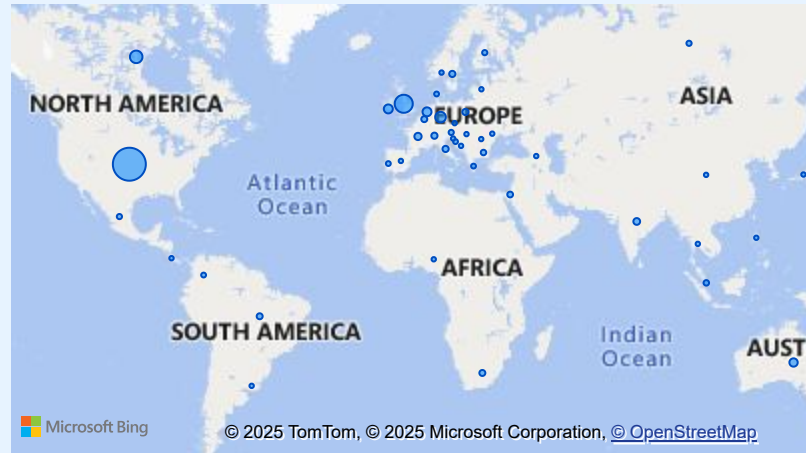 NORTH AMERICA
EUROPE
ASIA
Atlantic
Ocean
AFRICA
SOUTH AMERICA
Indian
Ocean
AUST
Microsoft Bing
© 2025 TomTom, © 2025 Microsoft Corporation, © OpenStreetMap